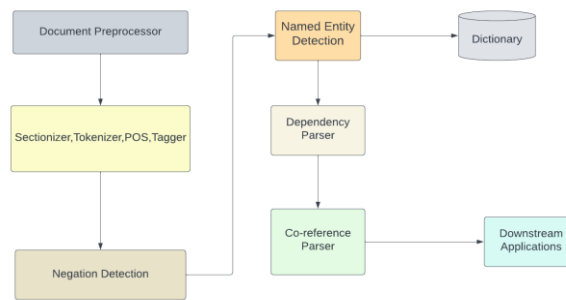 Document Preprocessor
Sectionizer,Tokenizer,POS,Tagger
Negation Detection
Named Entity
Detection
Dictionary
Dependency
Parser
Co-reference
Parser
Downstream
Applications